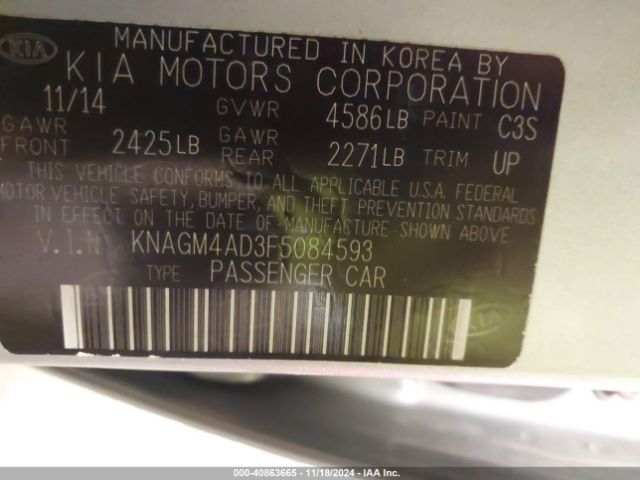 KIA
MANUFACTURED IN KOREA BY
KIA MOTORS CORPORATION
11/14 GVWR 4586LB PAINT C3S
GAWR FRONT 2425LB GAWR REAR 2271LB TRIM UP
THIS VEHICLE CONFORMS TO ALL APPLICABLE U.S.A. FEDERAL
MOTOR VEHICLE SAFETY, BUMPER, AND THEFT PREVENTION STANDARDS
IN EFFECT ON THE DATE OF MANUFACTURE SHOWN ABOVE
V.I.N KNAGM4AD3F5084593
TYPE PASSENGER CAR
KIA
000-40863665 - 11/18/2024 - IAA Inc.